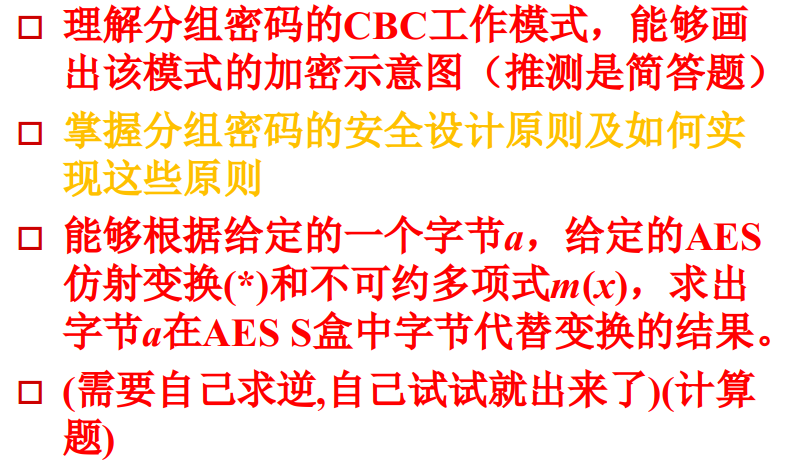 理解分组密码的CBC工作模式，能够画
出该模式的加密示意图（推测是简答题）
掌握分组密码的安全设计原则及如何实
现这些原则
能够根据给定的一个字节a，给定的AES
仿射变换(*)和不可约多项式m(x)，求出
字节a在AES S盒中字节代替变换的结果。
(需要自己求逆,自己试试就出来了)(计算
题)